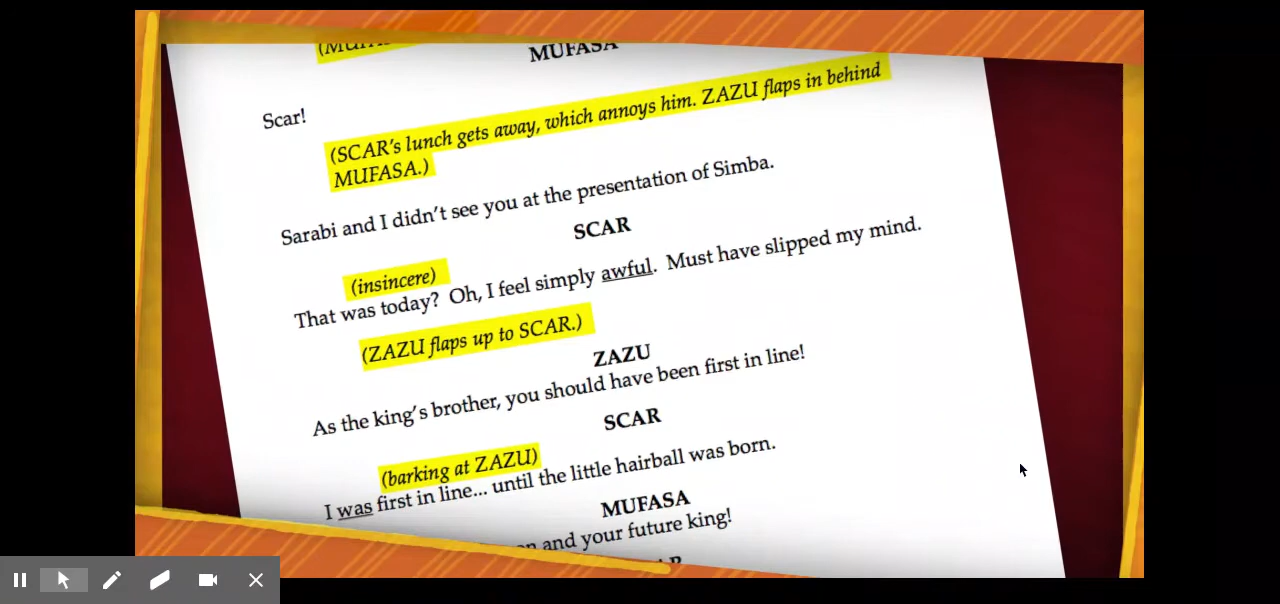 MUFASA
Scar!
(SCAR's lunch gets away, which annoys him. ZAZU flaps in behind
MUFASA.)
Sarabi and I didn't see you at the presentation of Simba.
SCAR
(insincere)
That was today? Oh, I feel simply awful. Must have slipped my mind.
(ZAZU flaps up to SCAR.)
ZAZU
As the king's brother, you should have been first in line!
SCAR
(barking at ZAZU)
I was first in line... until the little hairball was born.
MUFASA
and your future king!